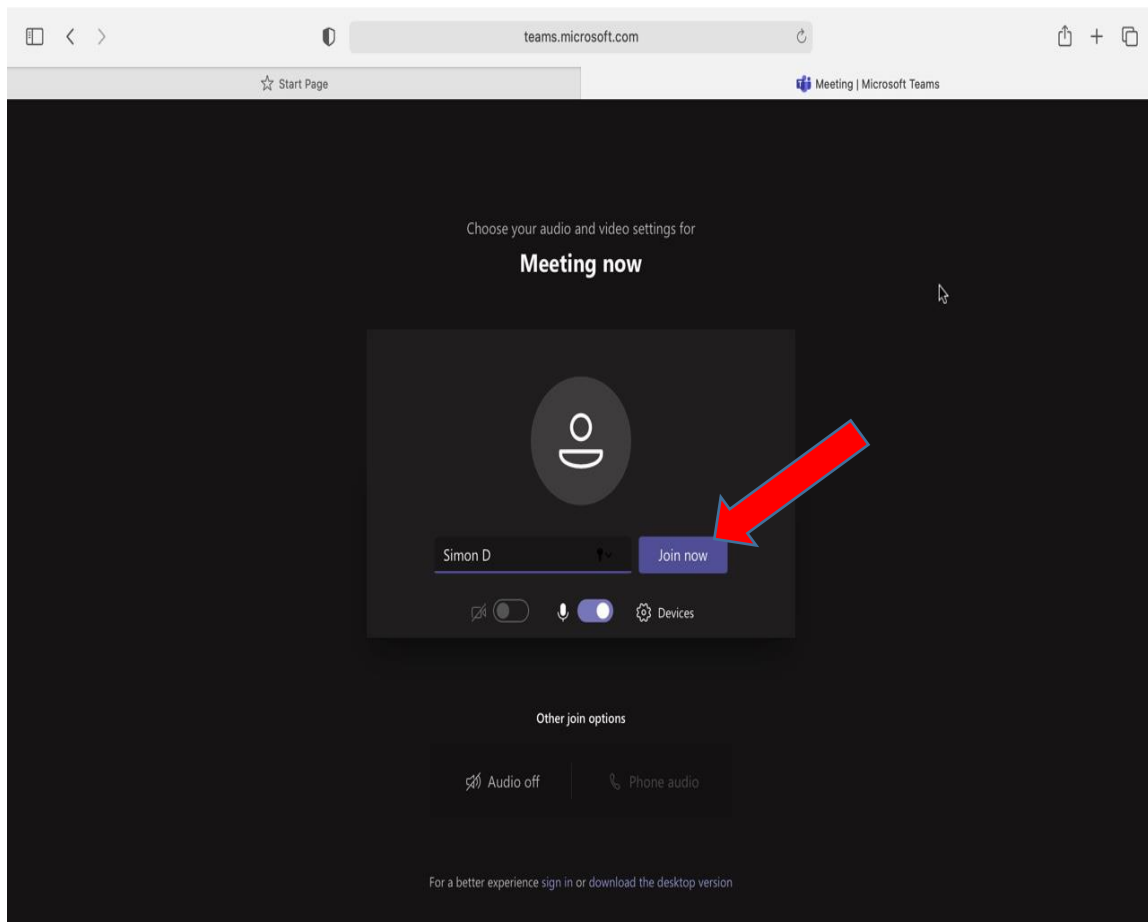 teams.microsoft.com
Start Page
Meeting | Microsoft Teams
Choose your audio and video settings for
Meeting now
Simon D
Join now
Devices
Other join options
Audio off
Phone audio
For a better experience sign in or download the desktop version